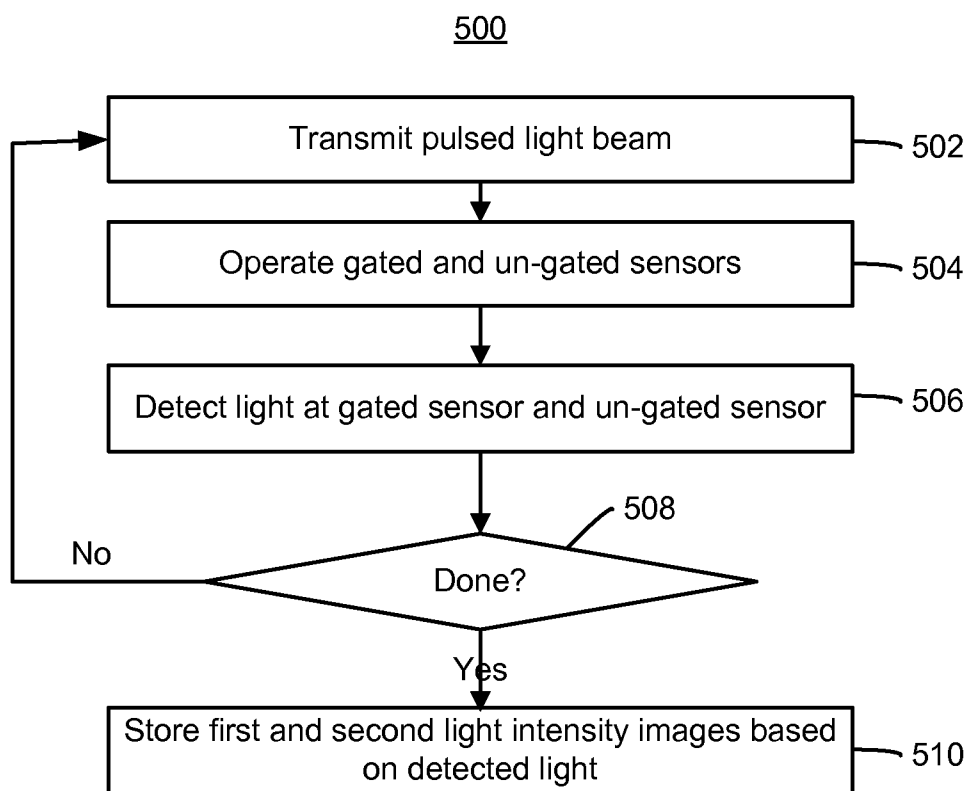 500
Transmit pulsed light beam
502
Operate gated and un-gated sensors
504
Detect light at gated sensor and un-gated sensor
506
508
No
Done?
Yes
Store first and second light intensity images based
on detected light
510